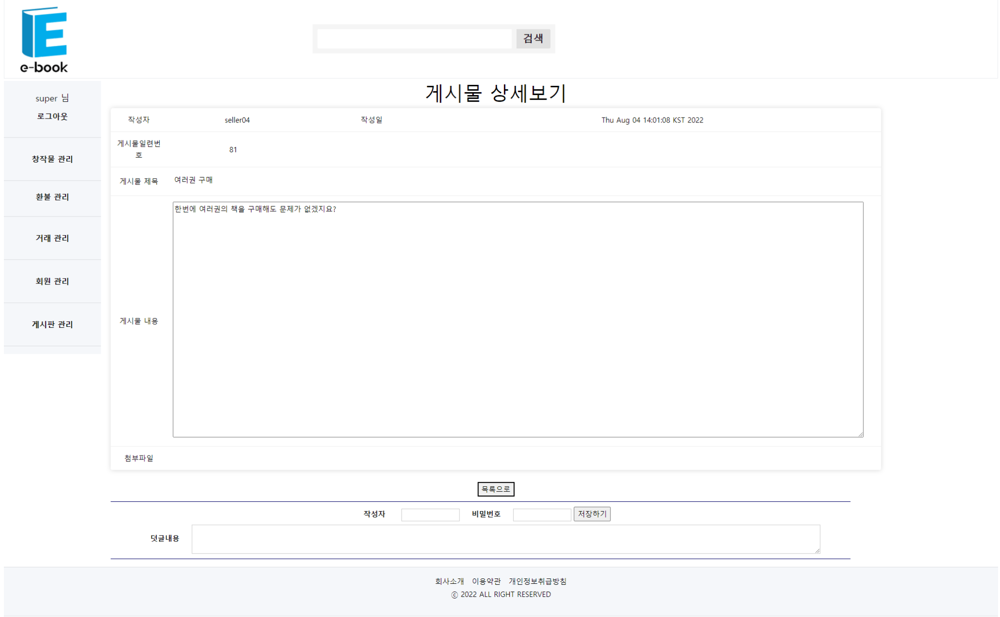 E
e-book
검색
super 님
로그아웃
창작물 관리
환불 관리
거래 관리
회원 관리
게시판 관리
게시물 상세보기
작성자 seller04 작성일 Thu Aug 04 14:01:08 KST 2022
게시물일련번
호
81
게시물 제목 여러권 구매
게시물 내용
한번에 여러권의 책을 구매해도 문제가 없겠지요?
첨부파일
목록으로
작성자 비밀번호 저장하기
덧글내용
회사소개 이용약관 개인정보취급방침
ⓒ 2022 ALL RIGHT RESERVED